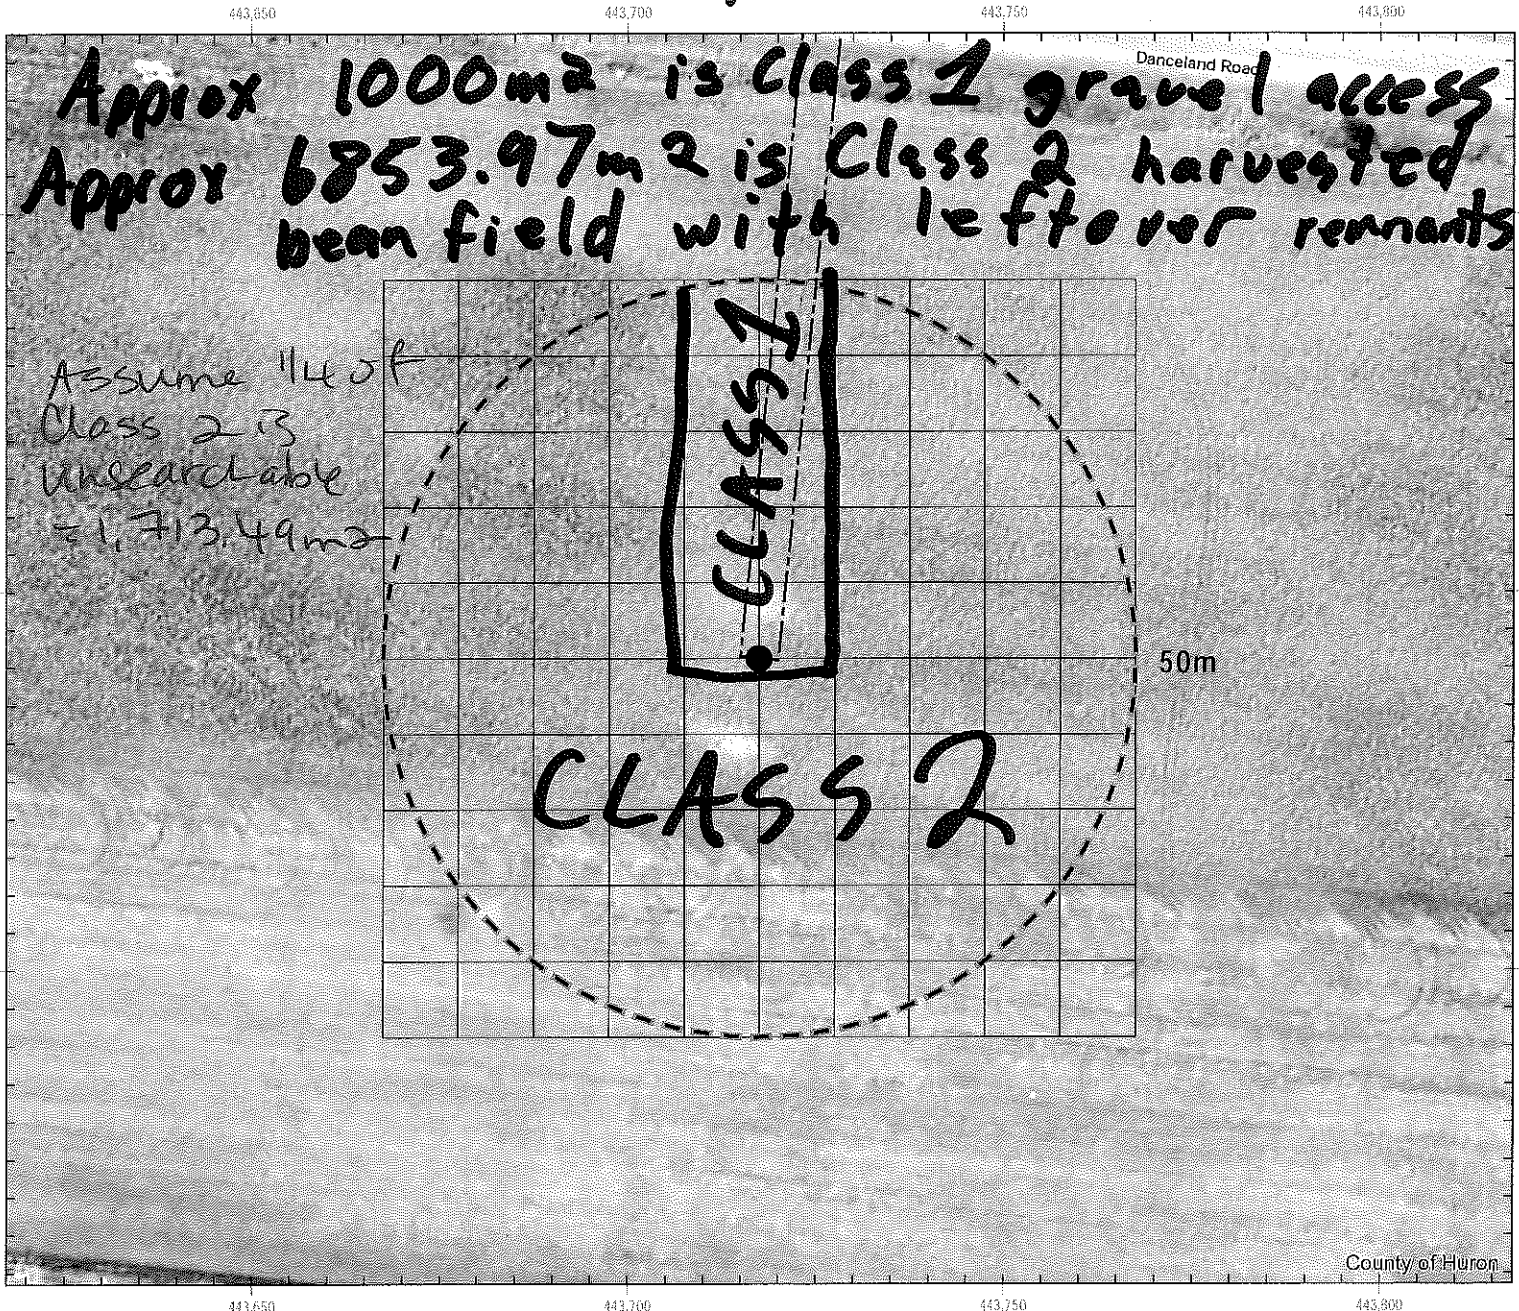 443,650 443,700 443,750 443,800
Danceland Road
Approx 1000m2 is Class 1 gravel access
Approx 6853.97m2 is Class 2 harvested
bean field with leftover remnants
CLASS 1
Assume 1/4 of
Class 2 is
unsearchable
=1,713.49m2
50m
CLASS 2
County of Huron
443,650 443,700 443,750 443,800